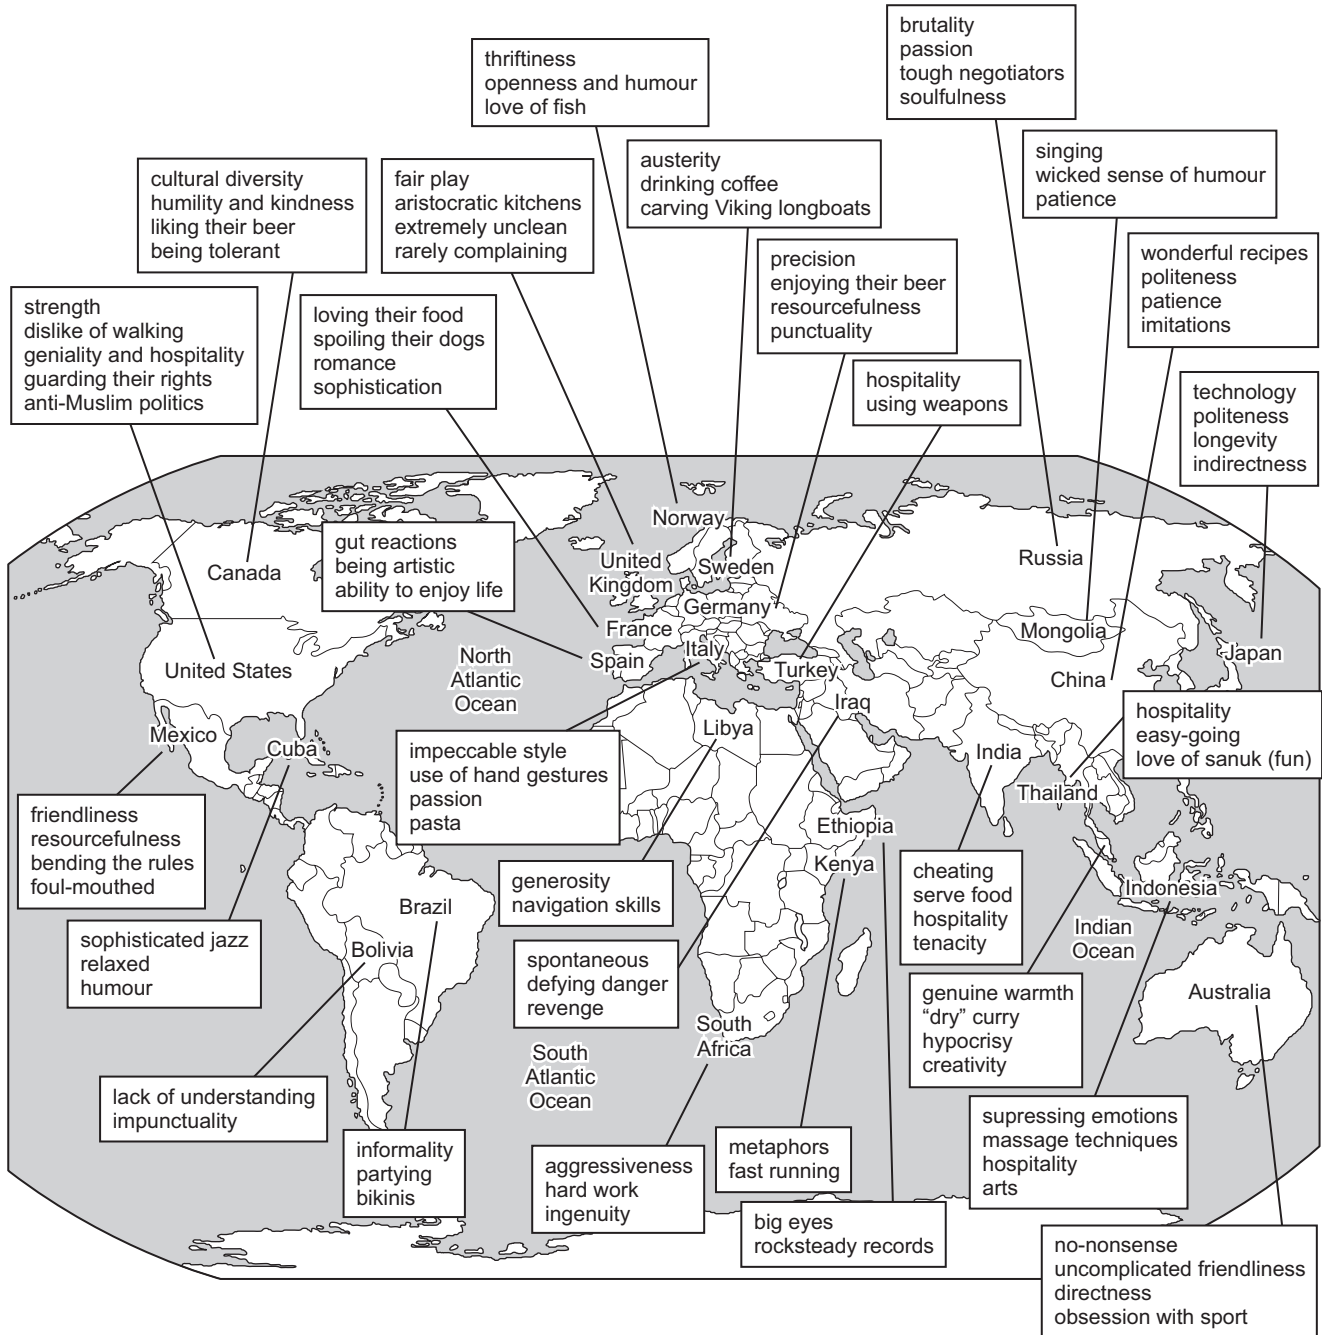 brutality
passion
tough negotiators
soulfulness
thriftiness
openness and humour
love of fish
austerity
drinking coffee
carving Viking longboats
singing
wicked sense of humour
patience
cultural diversity
humility and kindness
liking their beer
being tolerant
fair play
aristocratic kitchens
extremely unclean
rarely complaining
precision
enjoying their beer
resourcefulness
punctuality
wonderful recipes
politeness
patience
imitations
strength
dislike of walking
geniality and hospitality
guarding their rights
anti-Muslim politics
loving their food
spoiling their dogs
romance
sophistication
hospitality
using weapons
technology
politeness
longevity
indirectness
gut reactions
being artistic
ability to enjoy life
Norway
Canada
United
Kingdom
Sweden
Russia
Germany
France
Mongolia
Italy
Spain
United States
North
Atlantic
Ocean
Turkey
China
Japan
Iraq
Mexico
Cuba
Libya
India
Thailand
hospitality
easy-going
love of sanuk (fun)
impeccable style
use of hand gestures
passion
pasta
friendliness
resourcefulness
bending the rules
foul-mouthed
Ethiopia
Kenya
generosity
navigation skills
cheating
serve food
hospitality
tenacity
Indonesia
Indian
Ocean
Brazil
Bolivia
sophisticated jazz
relaxed
humour
spontaneous
defying danger
revenge
genuine warmth
“dry” curry
hypocrisy
creativity
Australia
South
Africa
South
Atlantic
Ocean
lack of understanding
impunctuality
informality
partying
bikinis
aggressiveness
hard work
ingenuity
metaphors
fast running
supressing emotions
massage techniques
hospitality
arts
big eyes
rocksteady records
no-nonsense
uncomplicated friendliness
directness
obsession with sport